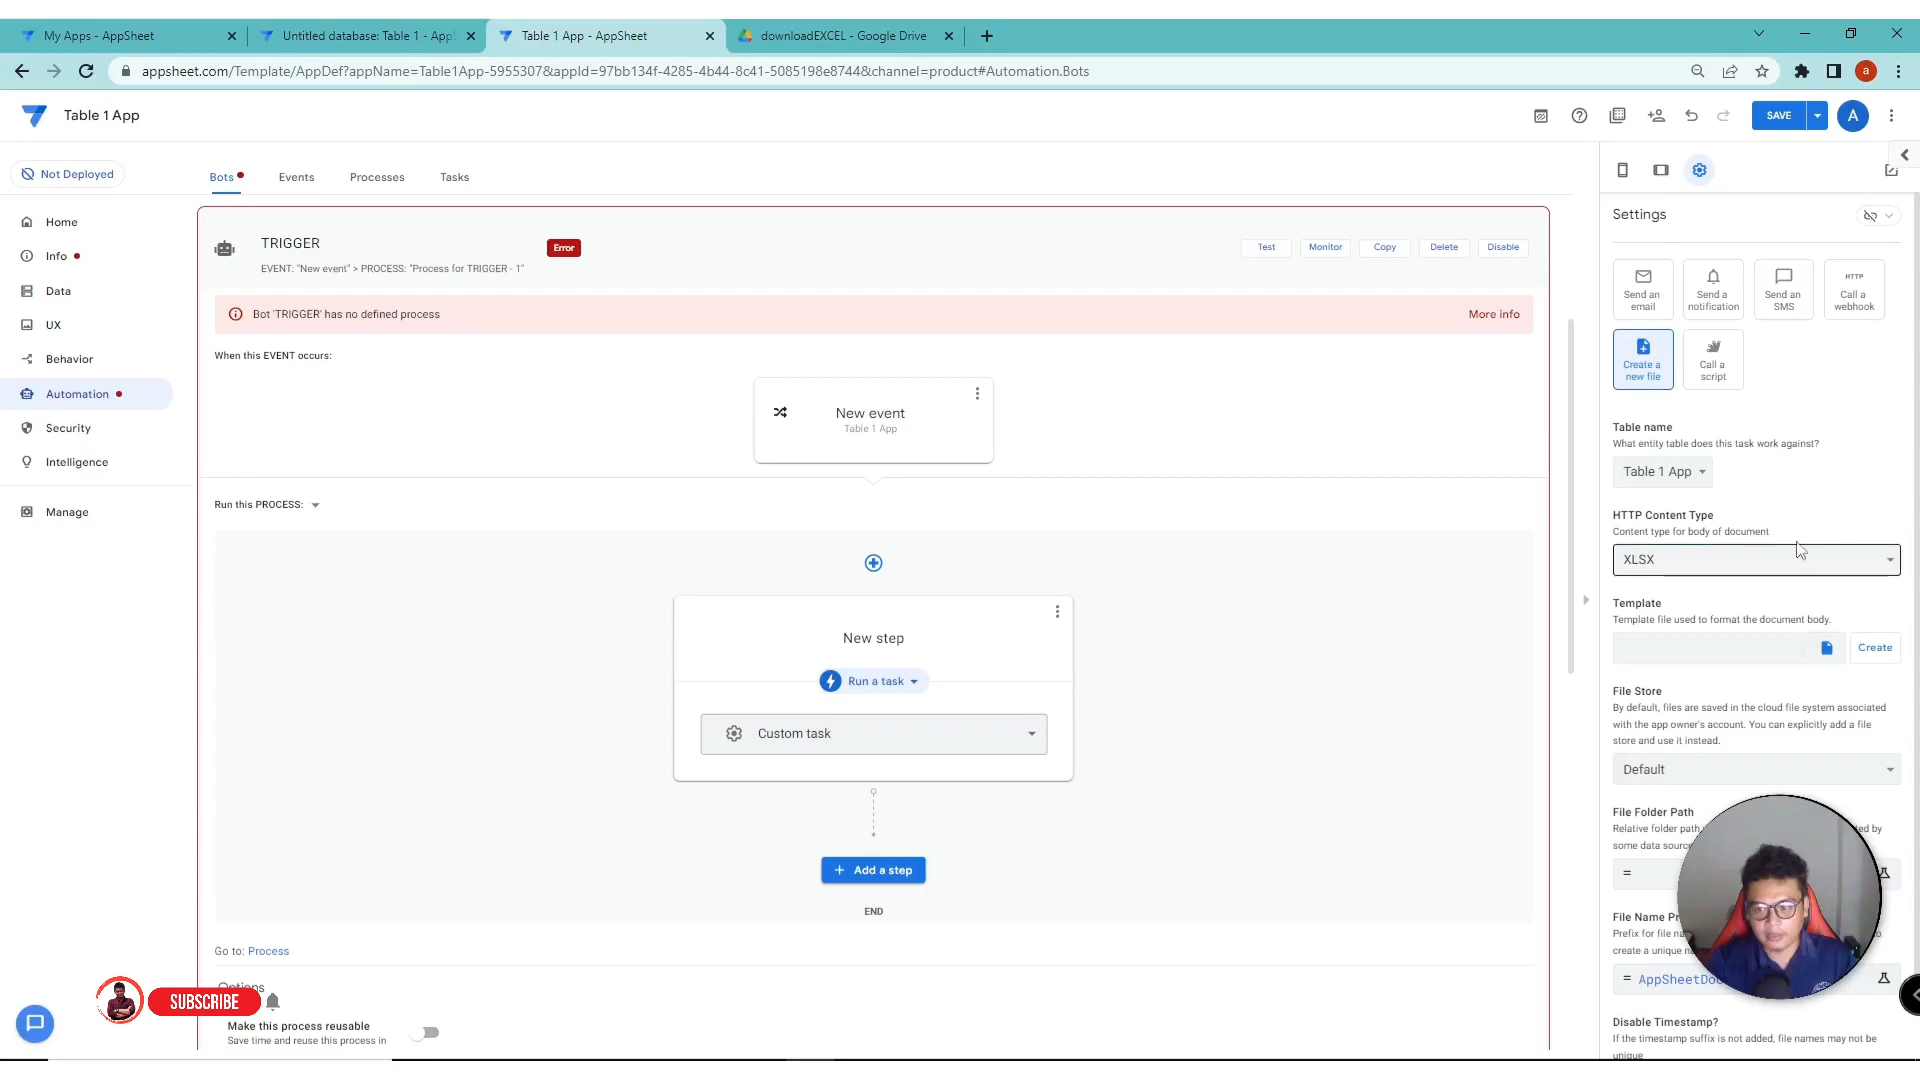 My Apps - AppSheet
Untitled database: Table 1 - AppS
Table 1 App - AppSheet
downloadEXCEL - Google Drive
appsheet.com/Template/AppDef?appName=Table1App-5955307&appId=97bb134f-4285-4b44-8c41-5085198e8744&channel=product#Automation.Bots
a
Table 1 App
SAVE
A
Not Deployed
Home
Info
Data
UX
Behavior
Automation
Security
Intelligence
Manage
Bots
Events
Processes
Tasks
TRIGGER
Error
EVENT: "New event" > PROCESS: "Process for TRIGGER - 1"
Test
Monitor
Copy
Delete
Disable
Bot 'TRIGGER' has no defined process
More info
When this EVENT occurs:
New event
Table 1 App
Run this PROCESS:
New step
Run a task
Custom task
Add a step
END
Go to: Process
Options
SUBSCRIBE
Make this process reusable
Save time and reuse this process in
Settings
Send an
email
Send a
notification
Send an
SMS
HTTP
Call a
webhook
Create a
new file
Call a
script
Table name
What entity table does this task work against?
Table 1 App
HTTP Content Type
Content type for body of document
XLSX
Template
Template file used to format the document body.
Create
File Store
By default, files are saved in the cloud file system associated
with the app owner's account. You can explicitly add a file
store and use it instead.
Default
File Folder Path
Relative folder path
ed by
some data sourc
=
File Name Pr
Prefix for file na
create a unique n
= AppSheetDo
Disable Timestamp?
If the timestamp suffix is not added, file names may not be
unique